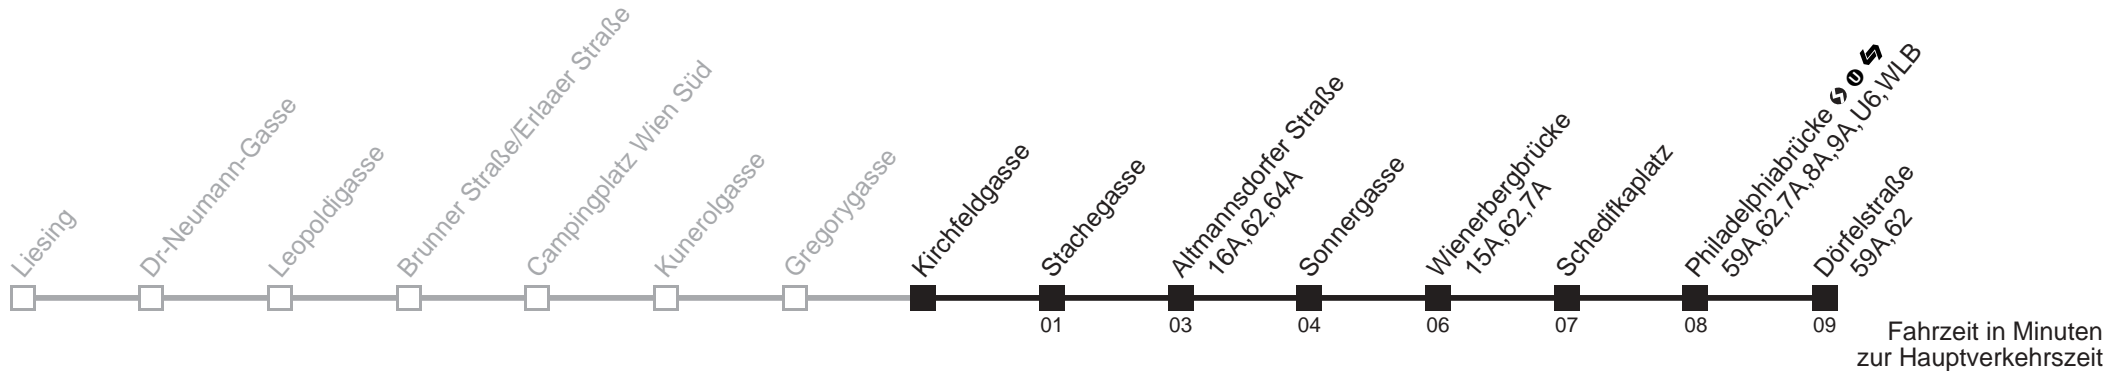 Liesing
Dr-Neumann-Gasse
Leopoldigasse
Brunner Straße/Erlaaer Straße
Campingplatz Wien Süd
Kunerolgasse
Gregorygasse
Kirchfeldgasse
Stachegasse
01
Altmannsdorfer Straße
16A,62,64A
03
Sonnergasse
04
Wienerbergbrücke
15A,62,7A
06
Schedifkaplatz
07
Philadelphiabrücke S U
59A,62,7A,8A,9A,U6,WLB
08
Dörfelstraße
59A,62
09
Fahrzeit in Minuten
zur Hauptverkehrszeit